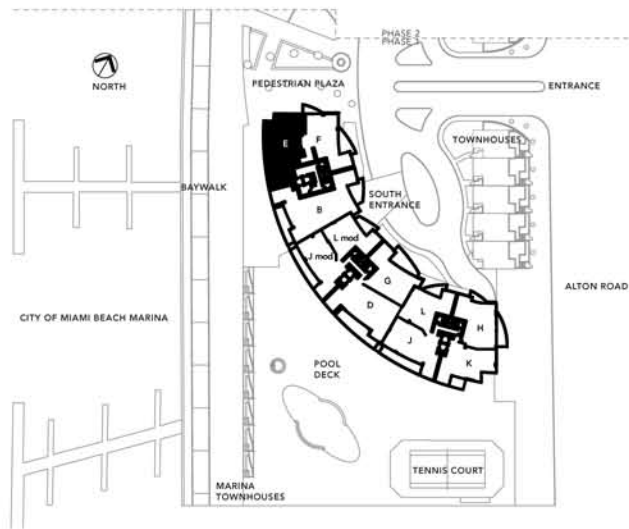 PHASE 2
PHASE 1
NORTH
PEDESTRIAN PLAZA
ENTRANCE
E
F
TOWNHOUSES
BAYWALK
SOUTH
ENTRANCE
B
L mod
J mod
G
D
L
H
J
K
ALTON ROAD
CITY OF MIAMI BEACH MARINA
POOL
DECK
TENNIS COURT
MARINA
TOWNHOUSES